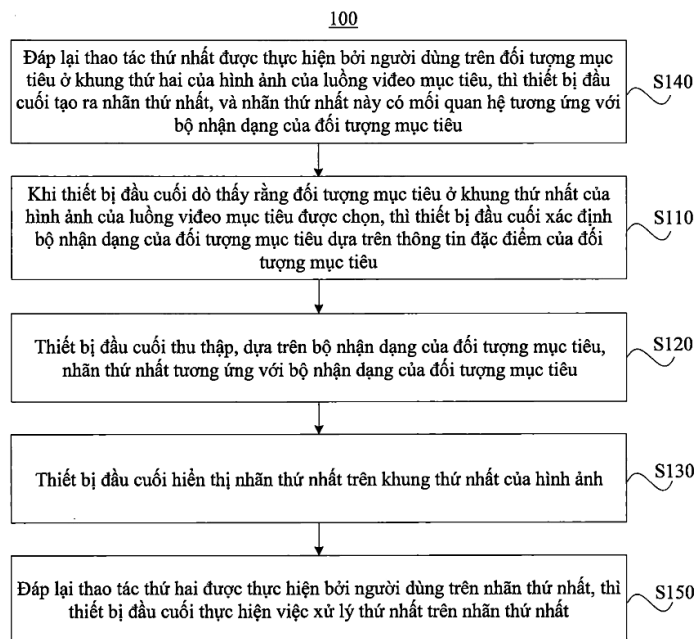 100
Đáp lại thao tác thứ nhất được thực hiện bởi người dùng trên đối tượng mục
tiêu ở khung thứ hai của hình ảnh của luồng viđeo mục tiêu, thì thiết bị đầu
cuối tạo ra nhãn thứ nhất, và nhãn thứ nhất này có mối quan hệ tương ứng với
bộ nhận dạng của đối tượng mục tiêu
S140
Khi thiết bị đầu cuối dò thấy rằng đối tượng mục tiêu ở khung thứ nhất của
hình ảnh của luồng viđeo mục tiêu được chọn, thì thiết bị đầu cuối xác định
bộ nhận dạng của đối tượng mục tiêu dựa trên thông tin đặc điểm của đối
tượng mục tiêu
S110
Thiết bị đầu cuối thu thập, dựa trên bộ nhận dạng của đối tượng mục tiêu,
nhãn thứ nhất tương ứng với bộ nhận dạng của đối tượng mục tiêu
S120
Thiết bị đầu cuối hiển thị nhãn thứ nhất trên khung thứ nhất của hình ảnh
S130
Đáp lại thao tác thứ hai được thực hiện bởi người dùng trên nhãn thứ nhất, thì
thiết bị đầu cuối thực hiện việc xử lý thứ nhất trên nhãn thứ nhất
S150